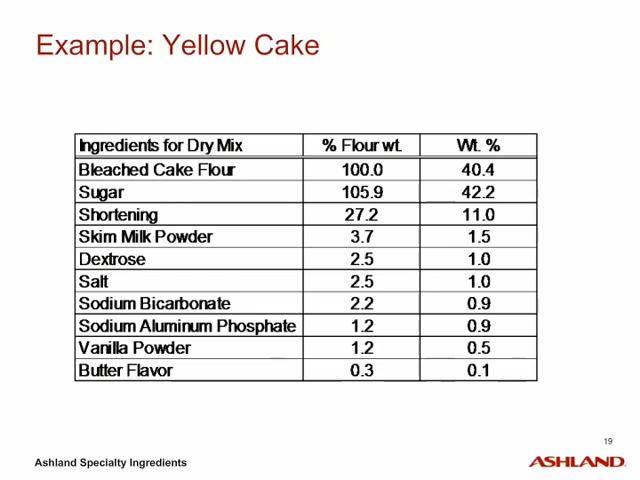 Example: Yellow Cake
Ingredients for Dry Mix % Flour wt. Wt. %
Bleached Cake Flour 100.0 40.4
Sugar 105.9 42.2
Shortening 27.2 11.0
Skim Milk Powder 3.7 1.5
Dextrose 2.5 1.0
Salt 2.5 1.0
Sodium Bicarbonate 2.2 0.9
Sodium Aluminum Phosphate 1.2 0.9
Vanilla Powder 1.2 0.5
Butter Flavor 0.3 0.1
19
Ashland Specialty Ingredients ASHLAND